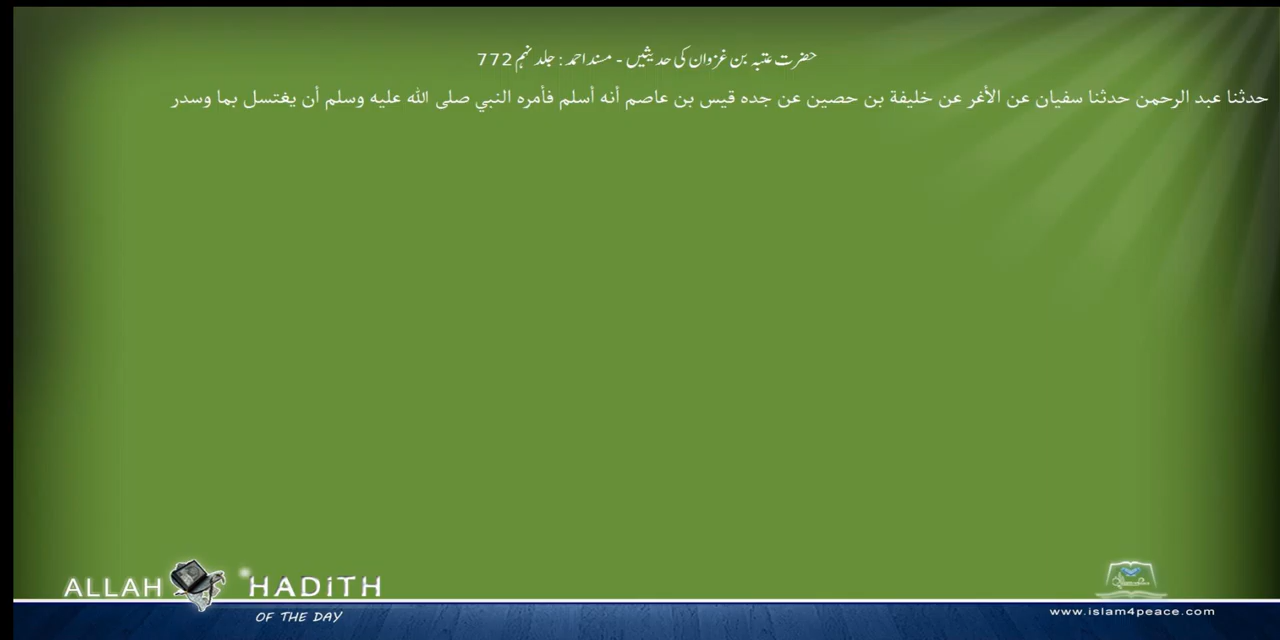 حضرت عتبہ بن غزوان کی حدیثیں - مسند احمد : جلد نہم 772
حدثنا عبد الرحمن حدثنا سفيان عن الأغر عن خليفة بن حصين عن جده قيس بن عاصم أنه أسلم فأمره النبي صلى الله عليه وسلم أن يغتسل بما وسدر
ALLAH HADITH
OF THE DAY
www.islam4peace.com